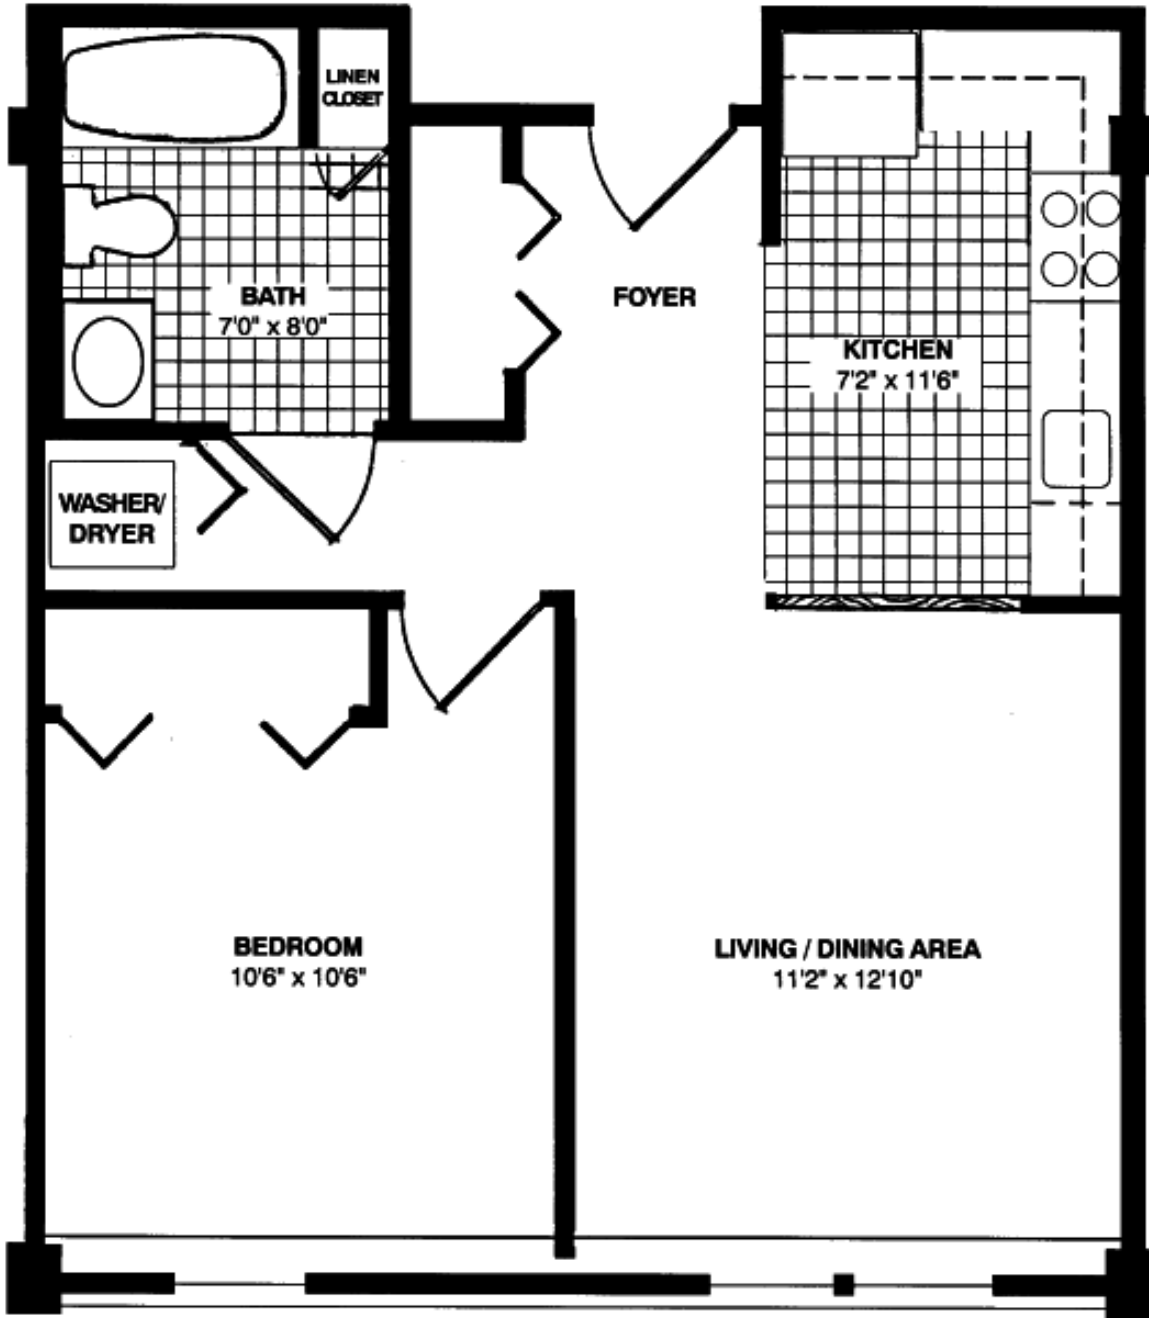 LINEN
CLOSET
BATH
7'0" x 8'0"
FOYER
KITCHEN
7'2" x 11'6"
WASHER/
DRYER
BEDROOM
10'6" x 10'6"
LIVING / DINING AREA
11'2" x 12'10"